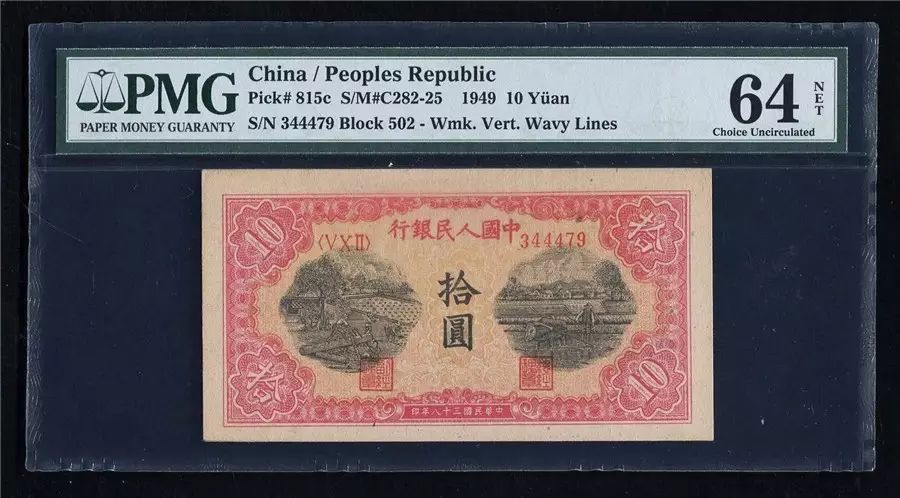 PMG
PAPER MONEY GUARANTY
China / Peoples Republic
Pick# 815c S/M#C282-25 1949 10 Yüan
S/N 344479 Block 502 - Wmk. Vert. Wavy Lines
64 NET
Choice Uncirculated
行銀民人國中
10
拾
〈VXII〉
344479
拾圓
拾
10
印年八十三國民華中